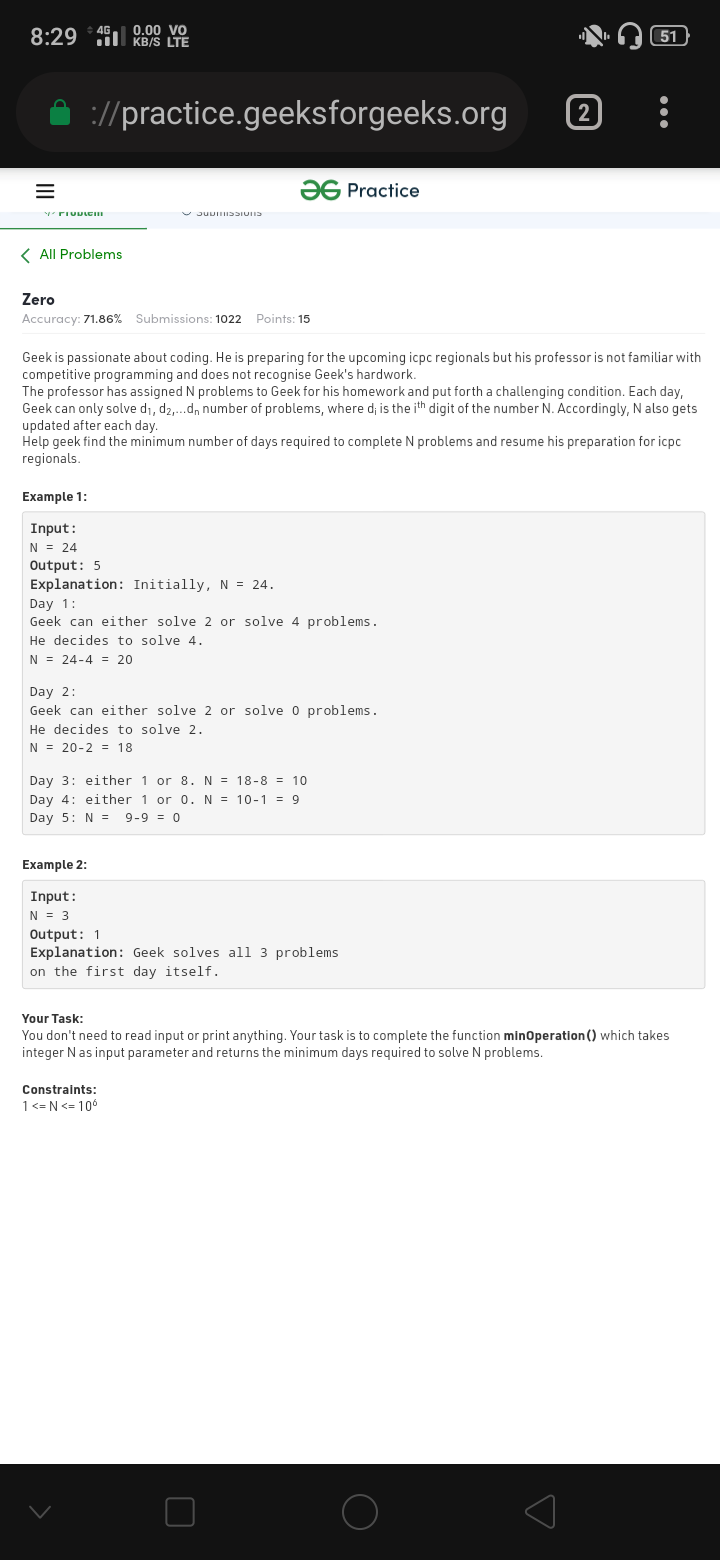 8:29 4G 0.00 KB/S VO LTE 51
://practice.geeksforgeeks.org 2
GG Practice
</> Problem Submissions
All Problems
Zero
Accuracy: 71.86% Submissions: 1022 Points: 15
Geek is passionate about coding. He is preparing for the upcoming icpc regionals but his professor is not familiar with
competitive programming and does not recognise Geek's hardwork.
The professor has assigned N problems to Geek for his homework and put forth a challenging condition. Each day,
Geek can only solve d₁, d₂,...dₙ number of problems, where dᵢ is the iᵗʰ digit of the number N. Accordingly, N also gets
updated after each day.
Help geek find the minimum number of days required to complete N problems and resume his preparation for icpc
regionals.
Example 1:
Input:
N = 24
Output: 5
Explanation: Initially, N = 24.
Day 1:
Geek can either solve 2 or solve 4 problems.
He decides to solve 4.
N = 24-4 = 20
Day 2:
Geek can either solve 2 or solve 0 problems.
He decides to solve 2.
N = 20-2 = 18
Day 3: either 1 or 8. N = 18-8 = 10
Day 4: either 1 or 0. N = 10-1 = 9
Day 5: N =  9-9 = 0
Example 2:
Input:
N = 3
Output: 1
Explanation: Geek solves all 3 problems
on the first day itself.
Your Task:
You don't need to read input or print anything. Your task is to complete the function minOperation() which takes
integer N as input parameter and returns the minimum days required to solve N problems.
Constraints:
1 <= N <= 10⁶